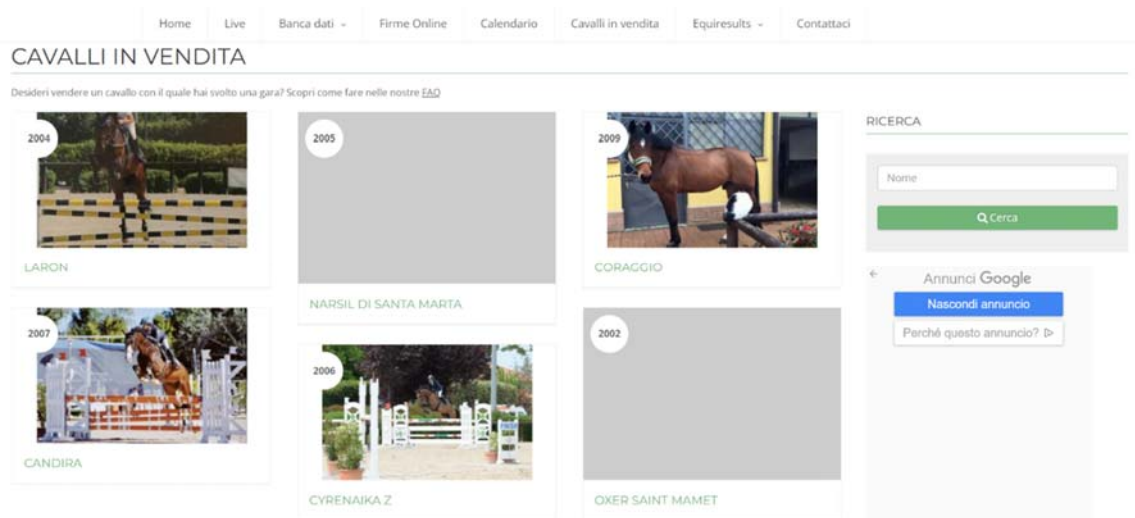 Home Live Banca dati Firme Online Calendario Cavalli in vendita Equiresults Contattaci
CAVALLI IN VENDITA
Desideri vendere un cavallo con il quale hai svolto una gara? Scopri come fare nelle nostre FAQ
2004
LARON
2005
NARSIL DI SANTA MARTA
2009
CORAGGIO
2007
CANDIRA
2006
CYRENAIKA Z
2002
OXER SAINT MAMET
RICERCA
Nome
Cerca
Annunci Google
Nascondi annuncio
Perché questo annuncio?